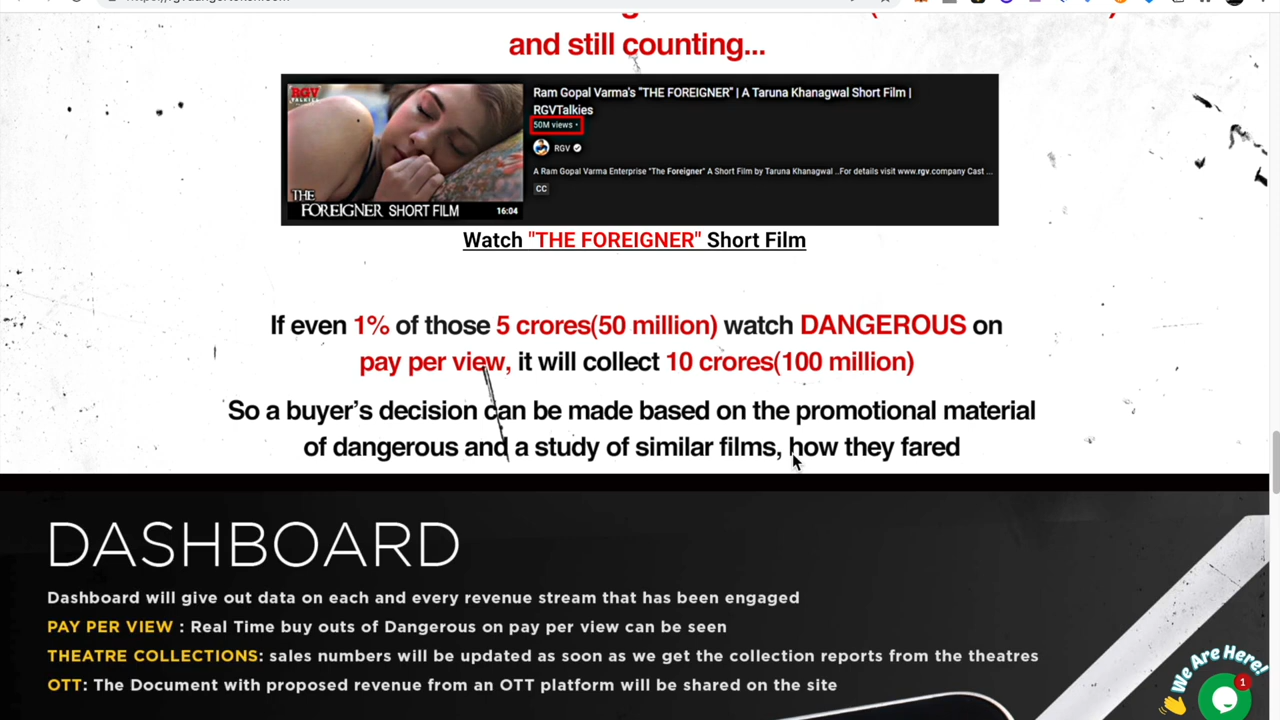 and still counting...
RGV
TALKIES
Ram Gopal Varma's "THE FOREIGNER" | A Taruna Khanagwal Short Film |
RGVTalkies
50M views •
RGV
A Ram Gopal Varma Enterprise "The Foreigner" A Short Film by Taruna Khanagwal ..For details visit www.rgv.company Cast ...
CC
THE
FOREIGNER SHORT FILM
16:04
Watch "THE FOREIGNER" Short Film
If even 1% of those 5 crores(50 million) watch DANGEROUS on
pay per view, it will collect 10 crores(100 million)
So a buyer's decision can be made based on the promotional material
of dangerous and a study of similar films, how they fared
DASHBOARD
Dashboard will give out data on each and every revenue stream that has been engaged
PAY PER VIEW : Real Time buy outs of Dangerous on pay per view can be seen
THEATRE COLLECTIONS: sales numbers will be updated as soon as we get the collection reports from the theatres
OTT: The Document with proposed revenue from an OTT platform will be shared on the site
We Are Here!
1